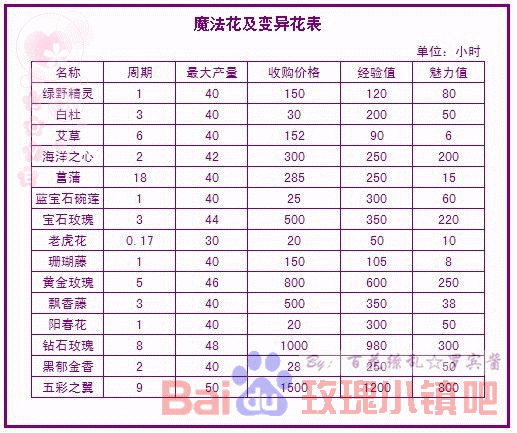 魔法花及变异花表
单位：小时
名称 周期 最大产量 收购价格 经验值 魅力值
绿野精灵 1 40 150 120 80
白杜 3 40 30 200 50
艾草 6 40 152 90 6
海洋之心 2 42 300 250 200
菖蒲 18 40 285 250 15
蓝宝石碗莲 1 40 25 300 60
宝石玫瑰 3 44 500 350 220
老虎花 0.17 30 20 50 10
珊瑚藤 1 40 150 105 8
黄金玫瑰 5 46 800 600 250
飘香藤 3 40 500 350 38
阳春花 1 40 20 300 50
钻石玫瑰 8 48 1000 980 300
By: 百花缭乱☆罗宾酱
黑郁金香 2 40 28 250 50
五彩之翼 9 50 1500 1200 800
Bai du 玫瑰小镇吧